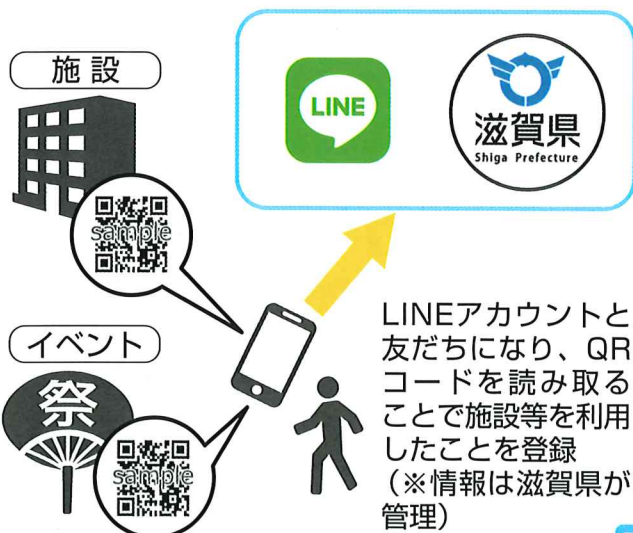 施設
LINE
滋賀県
Shiga Prefecture
sample
イベント
祭
sample
LINEアカウントと
友だちになり、QR
コードを読み取る
ことで施設等を利用
したことを登録
（※情報は滋賀県が
管理）